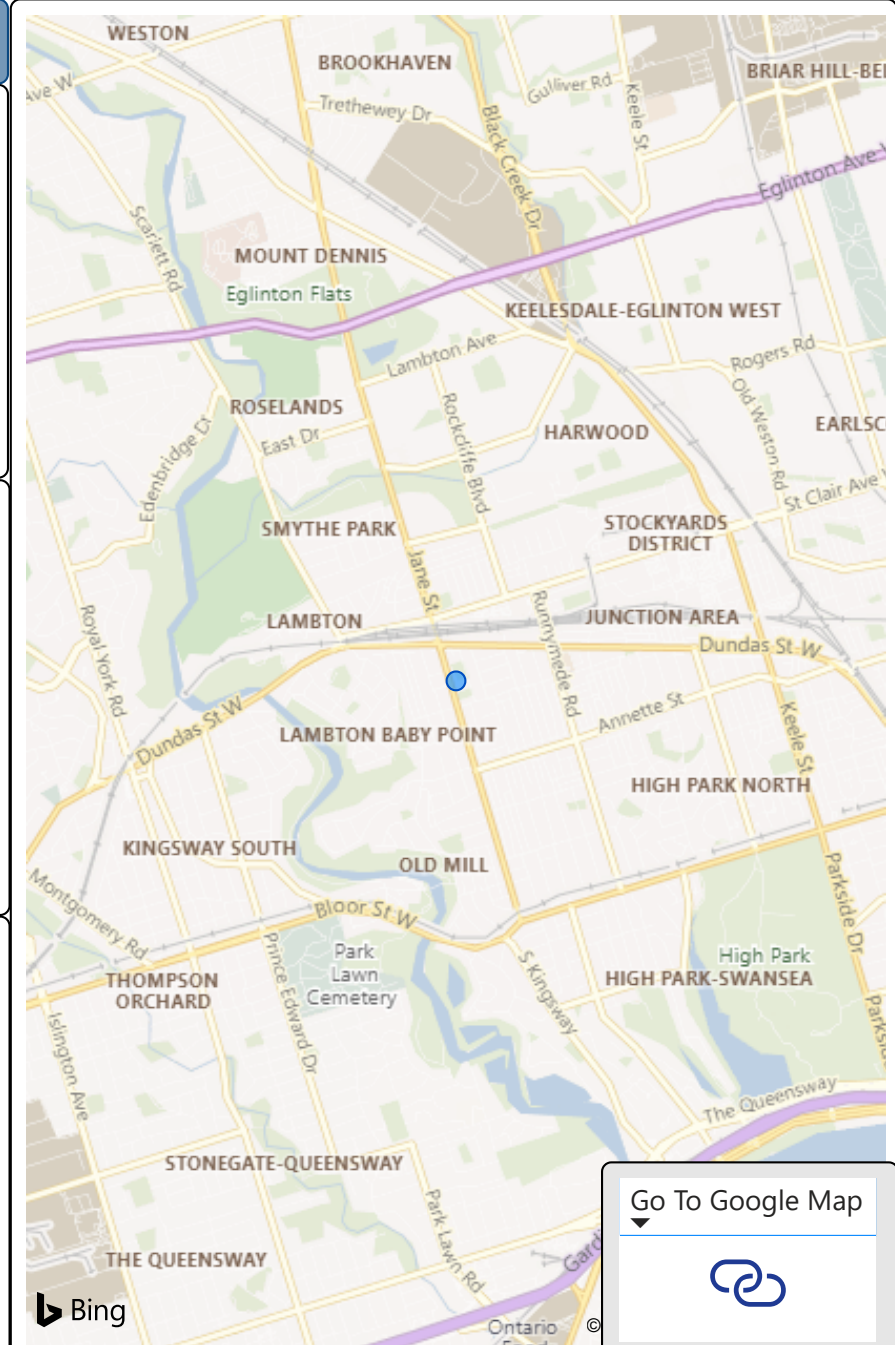 WESTON
BROOKHAVEN
BRIAR HILL-BEL
Gulliver Rd
Ave W
Trethewey Dr
Keele St
Black Creek Dr
Eglinton Ave W
Scarlett Rd
MOUNT DENNIS
Eglinton Flats
KEELESDALE-EGLINTON WEST
Lambton Ave
Rogers Rd
ROSELANDS
Rockcliffe Blvd
Old Weston Rd
EARLSC
East Dr
HARWOOD
Edenbridge Dr
St Clair Ave W
SMYTHE PARK
STOCKYARDS
DISTRICT
Jane St
Royal York Rd
LAMBTON
Runnymede Rd
JUNCTION AREA
Dundas St W
Dundas St W
Annette St
LAMBTON BABY POINT
Keele St
HIGH PARK NORTH
KINGSWAY SOUTH
OLD MILL
Montgomery Rd
Bloor St W
Parkside Dr
Park
Lawn
Cemetery
Prince Edward Dr
S Kingsway
High Park
HIGH PARK-SWANSEA
THOMPSON
ORCHARD
Parksi
Islington Ave
The Queensway
STONEGATE-QUEENSWAY
Park Lawn Rd
Go To Google Map
THE QUEENSWAY
Gard
Bing
Ontario
©